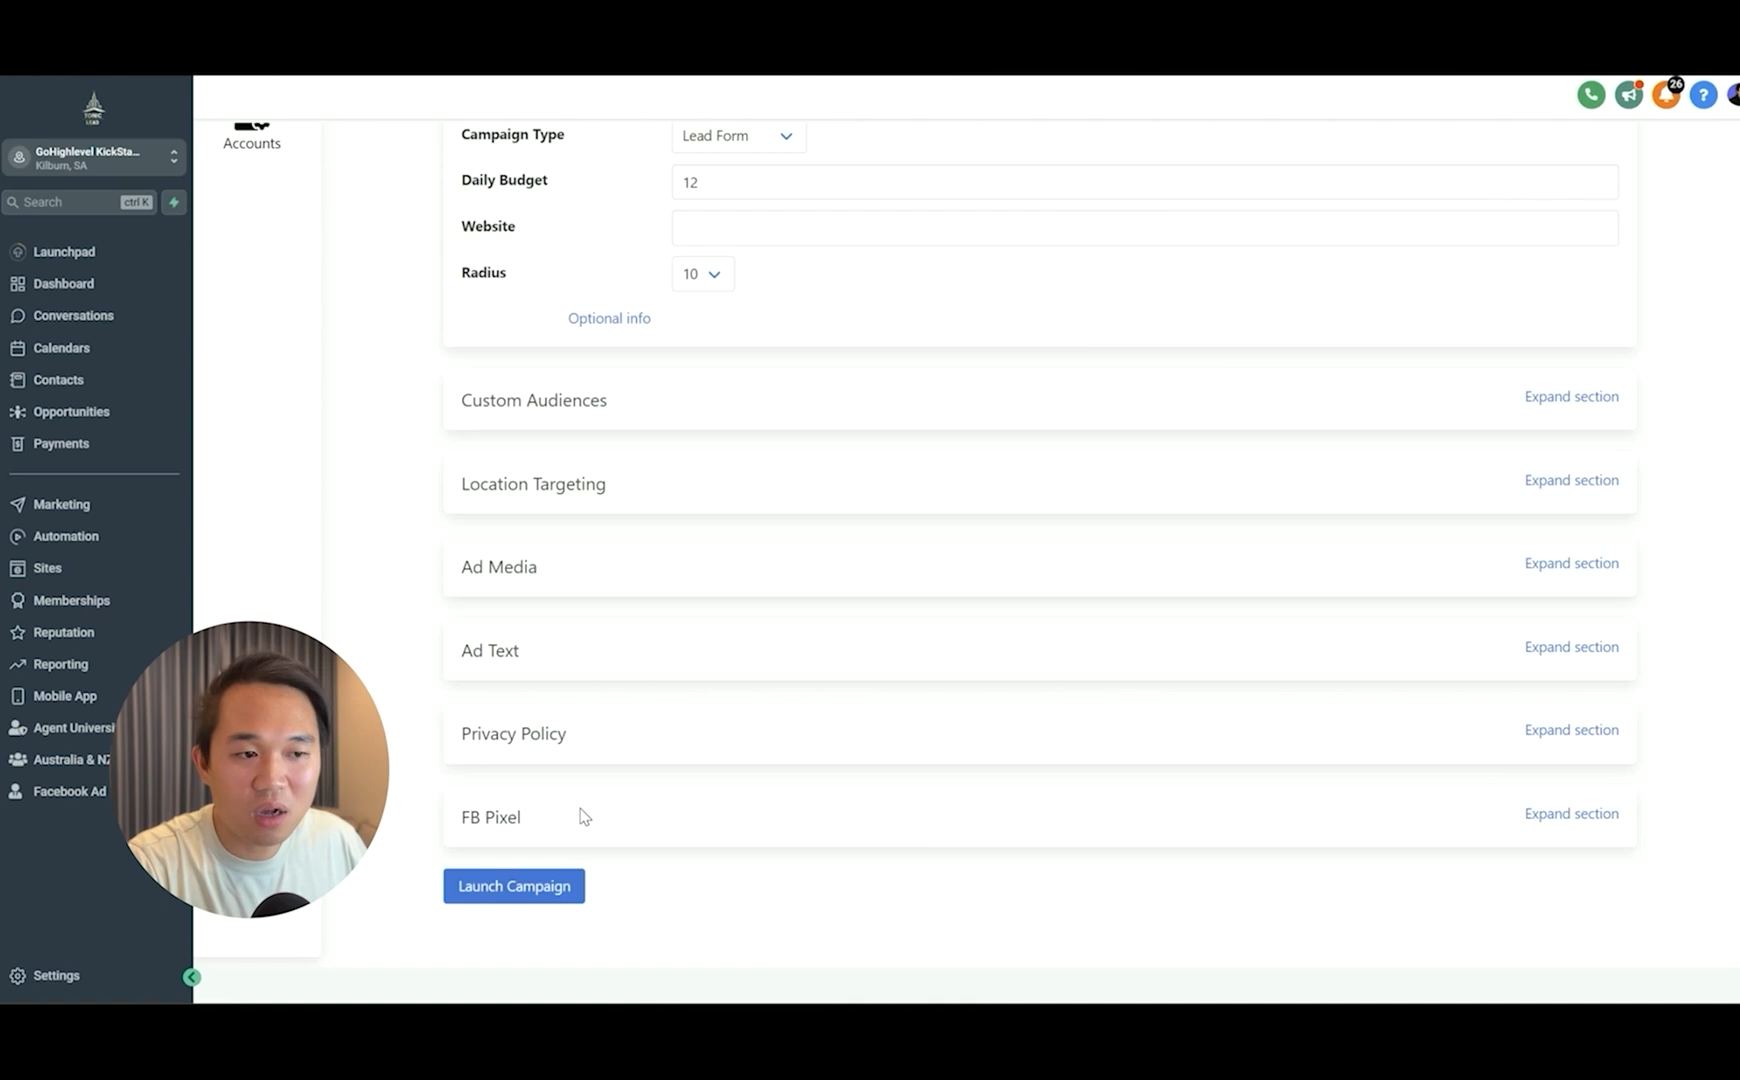 TONIC
LEAD
GoHighlevel KickSta...
Kilburn, SA
Search
ctrl K
Launchpad
Dashboard
Conversations
Calendars
Contacts
Opportunities
Payments
Marketing
Automation
Sites
Memberships
Reputation
Reporting
Mobile App
Agent Universi
Australia & NZ
Facebook Ad
Settings
Accounts
26
?
Campaign Type
Lead Form
Daily Budget
12
Website
Radius
10
Optional info
Custom Audiences
Expand section
Location Targeting
Expand section
Ad Media
Expand section
Ad Text
Expand section
Privacy Policy
Expand section
FB Pixel
Expand section
Launch Campaign